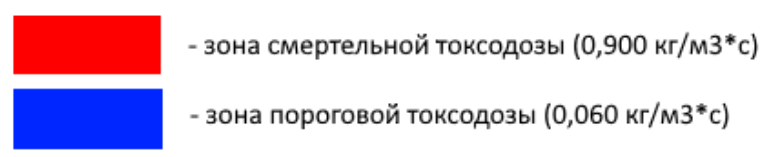 - зона смертельной токсодозы (0,900 кг/м3*с)
- зона пороговой токсодозы (0,060 кг/м3*с)